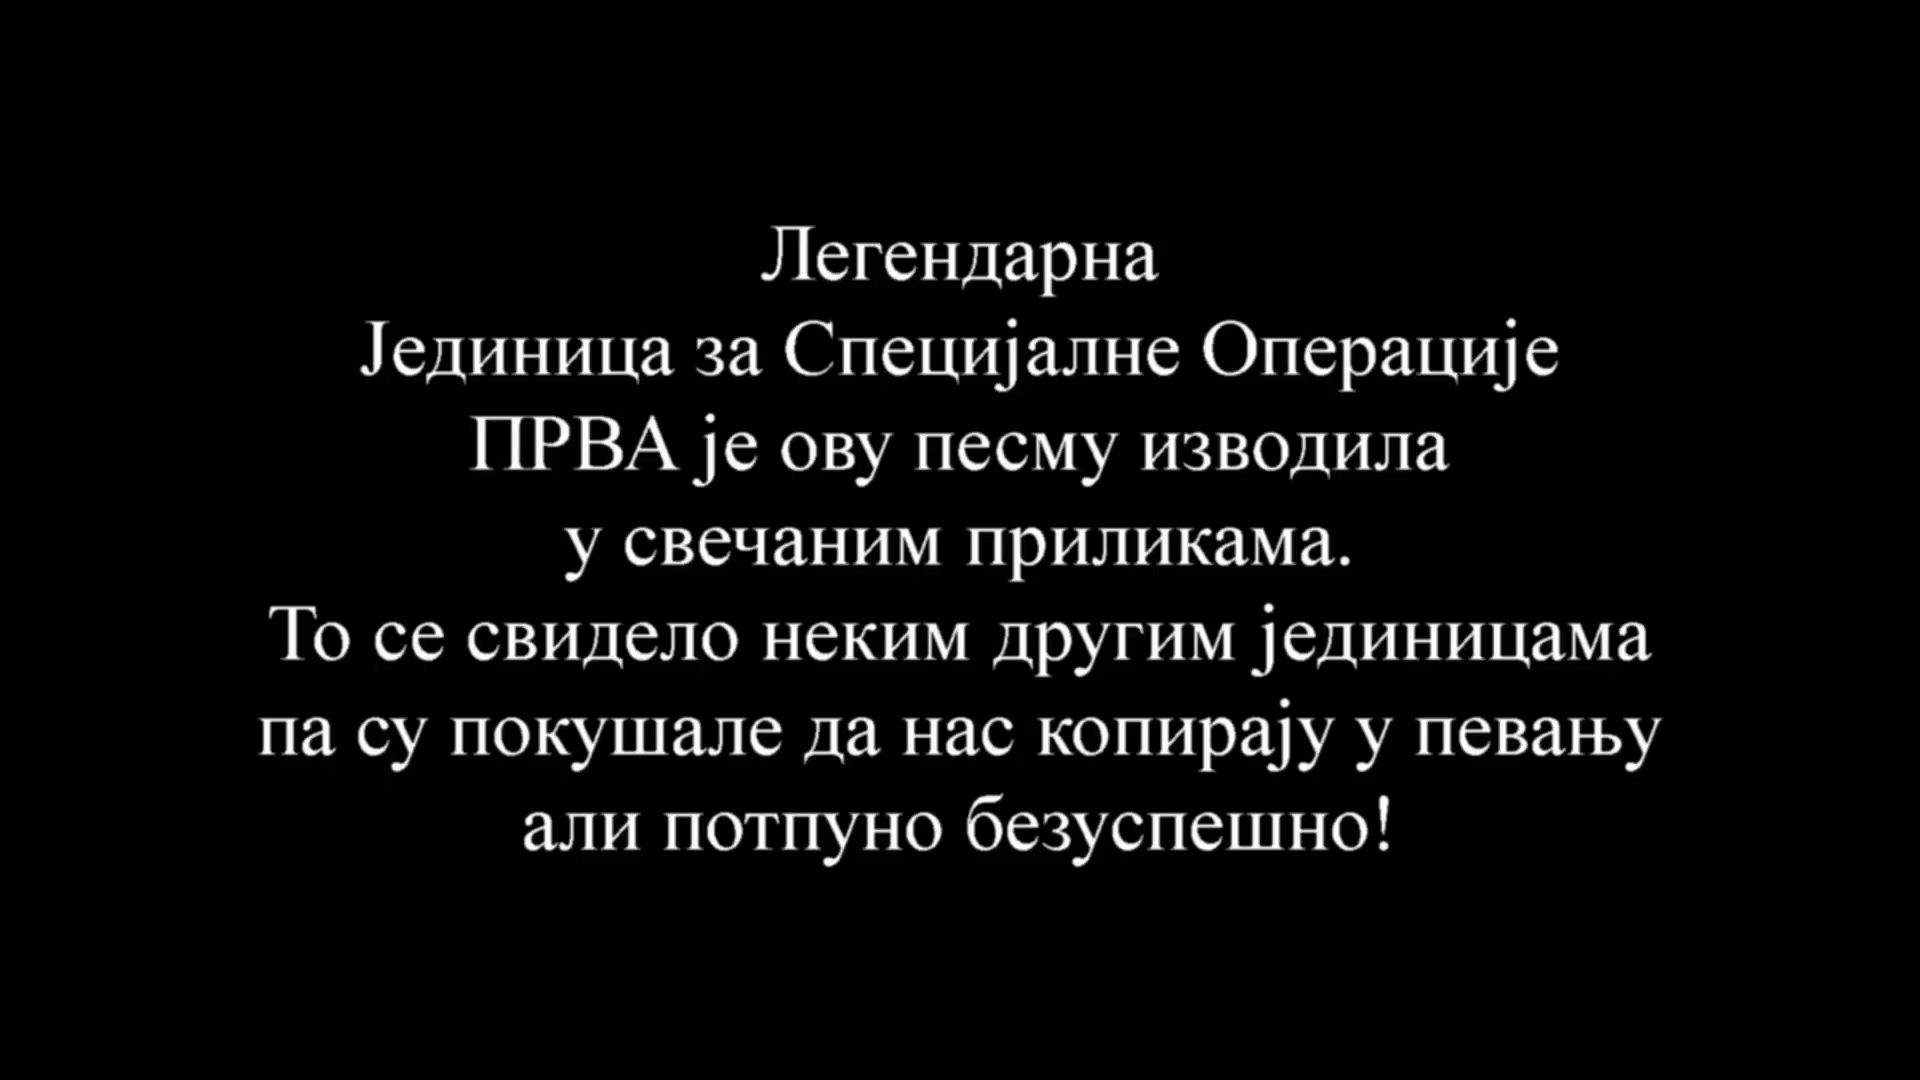 Легендарна
Јединица за Специјалне Операције
ПРВА је ову песму изводила
у свечаним приликама.
То се свидело неким другим јединицама
па су покушале да нас копирају у певању
али потпуно безуспешно!